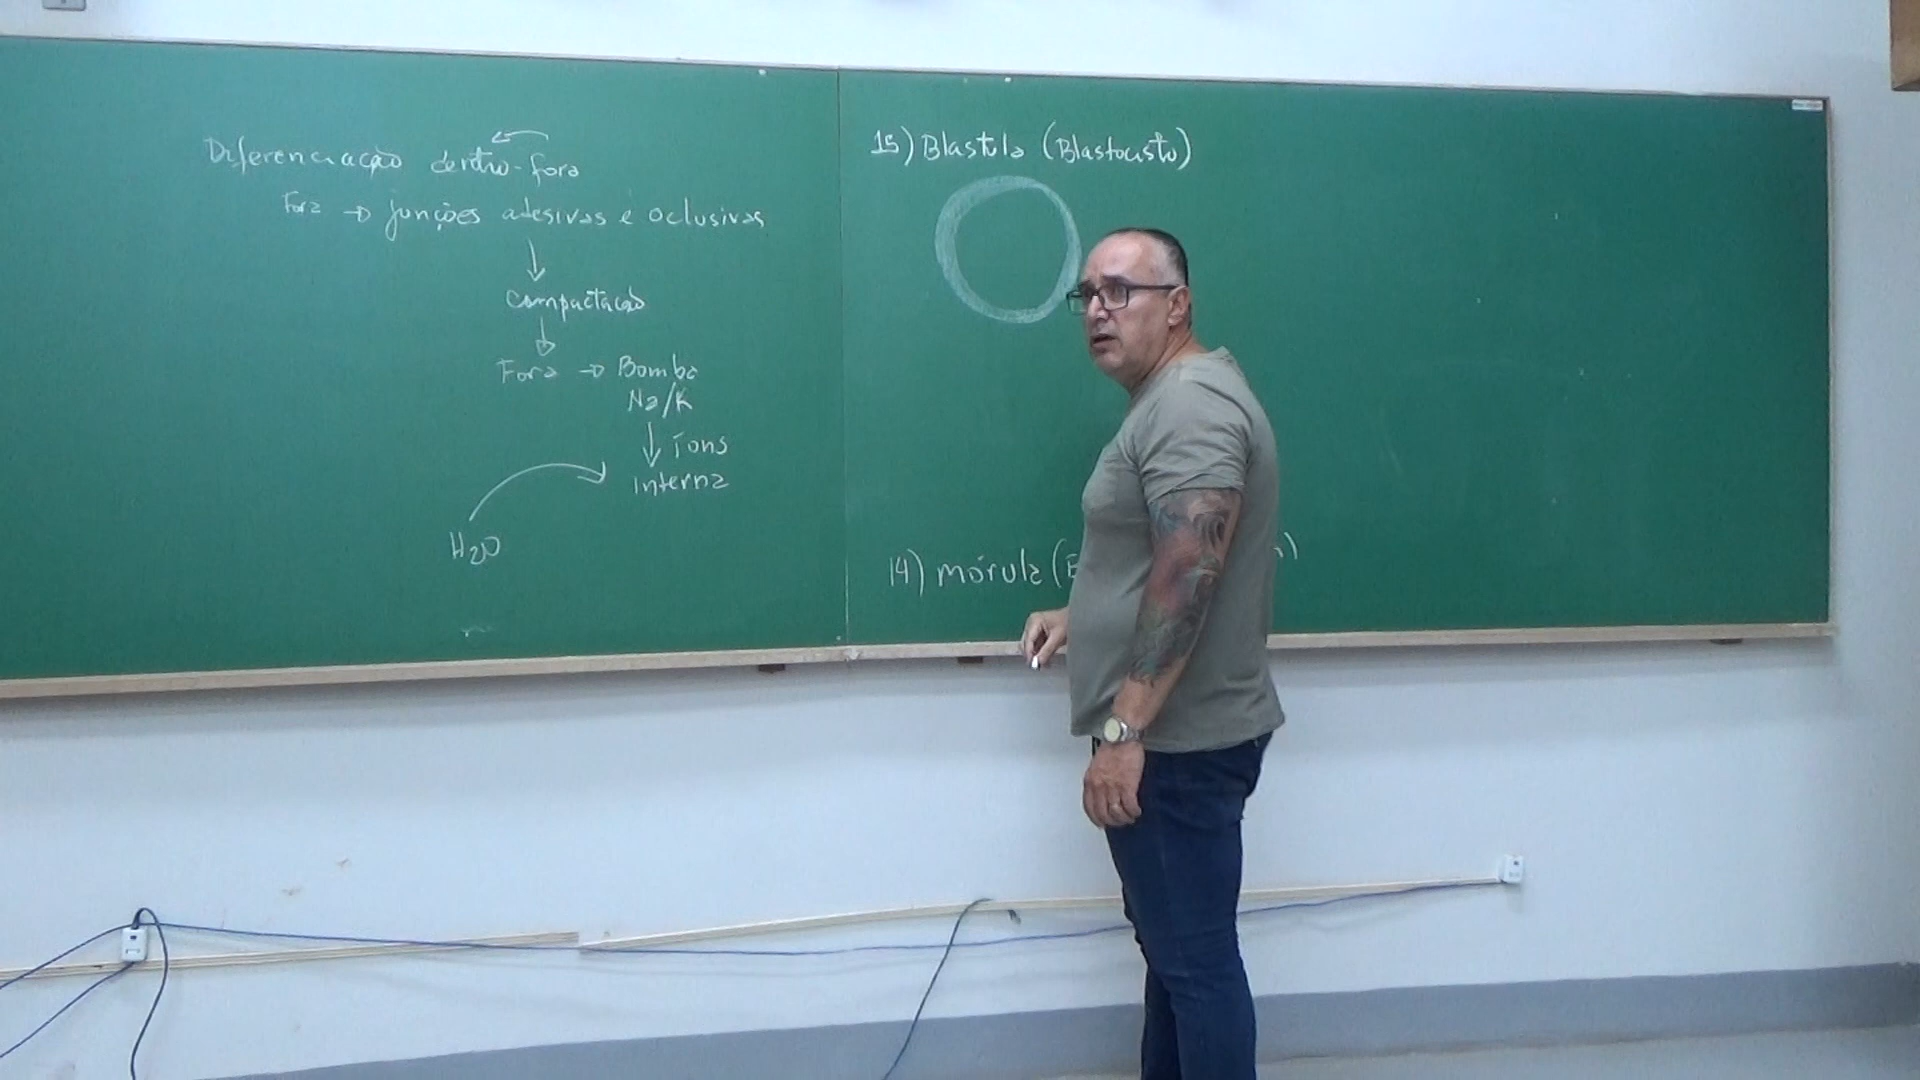 Diferenciação dentro-fora
Fora → junções adesivas e oclusivas
↓
Compactação
↓
Fora → Bomba
Na/K
↓ íons
interna
H2O
15) Blástula (Blastocisto)
14) mórula (E